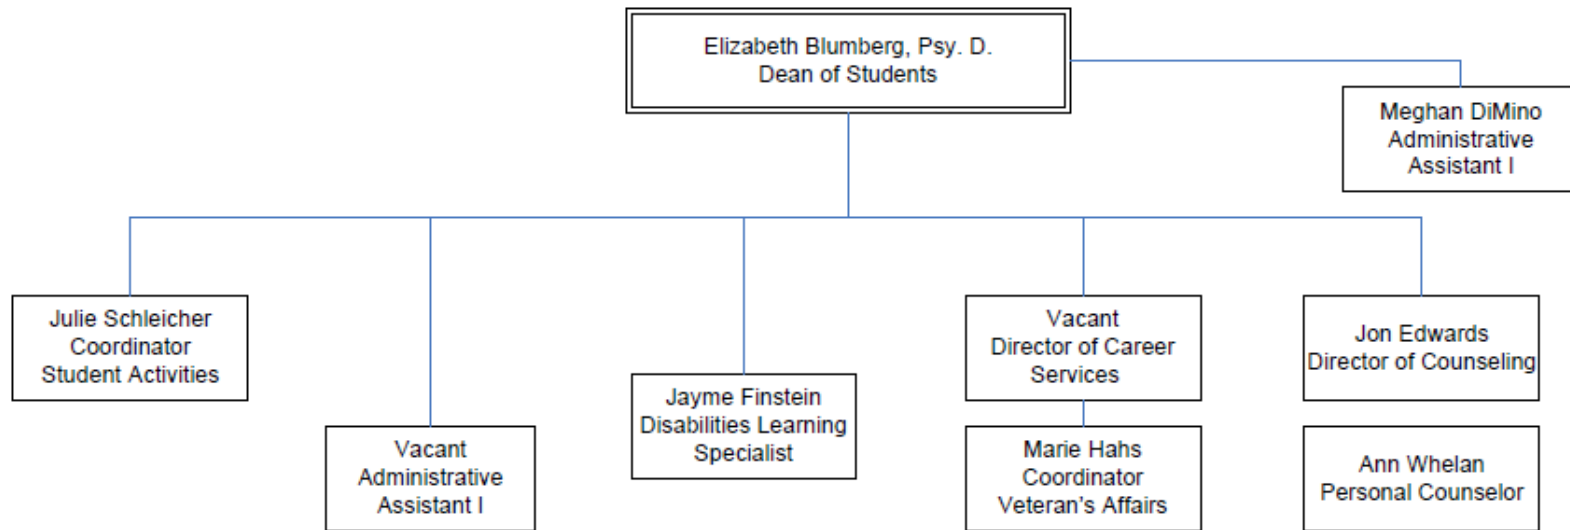 Elizabeth Blumberg, Psy. D.
Dean of Students
Meghan DiMino
Administrative
Assistant I
Julie Schleicher
Coordinator
Student Activities
Vacant
Administrative
Assistant I
Jayme Finstein
Disabilities Learning
Specialist
Vacant
Director of Career
Services
Marie Hahs
Coordinator
Veteran's Affairs
Jon Edwards
Director of Counseling
Ann Whelan
Personal Counselor